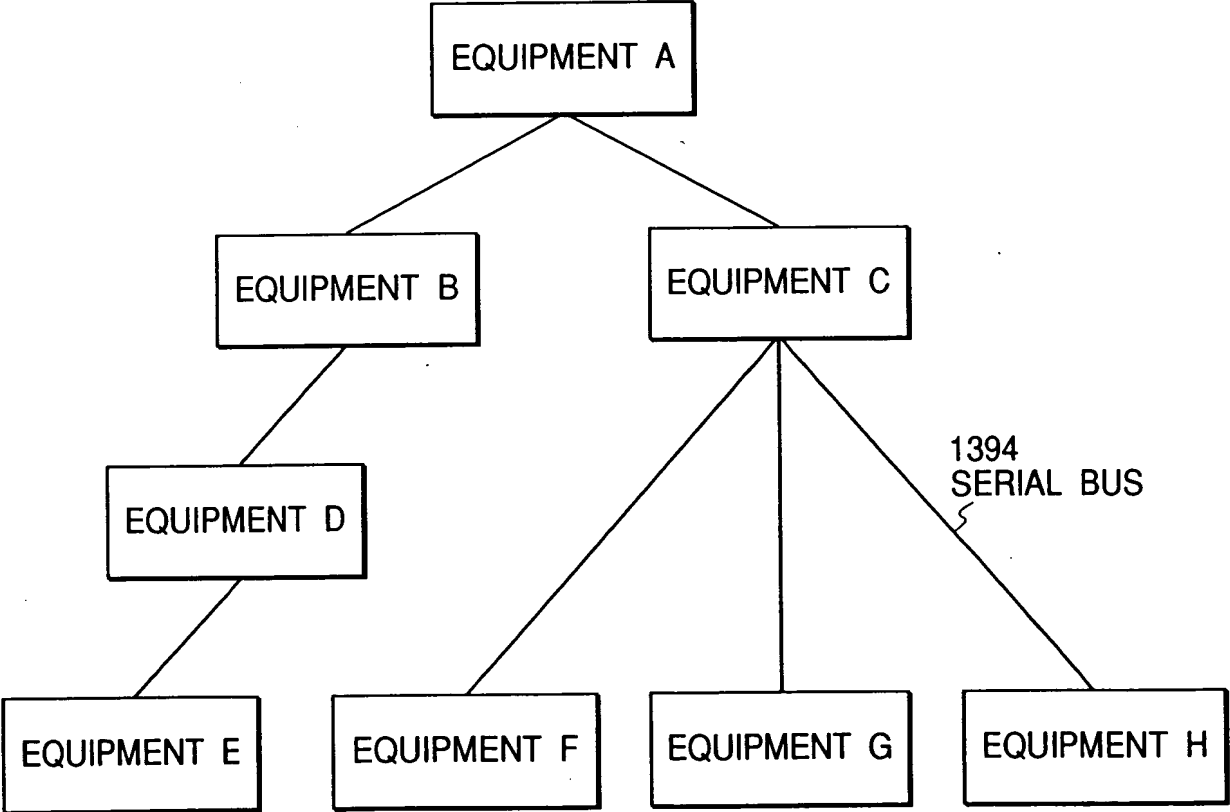 EQUIPMENT A
EQUIPMENT B
EQUIPMENT C
1394
SERIAL BUS
EQUIPMENT D
EQUIPMENT E
EQUIPMENT F
EQUIPMENT G
EQUIPMENT H